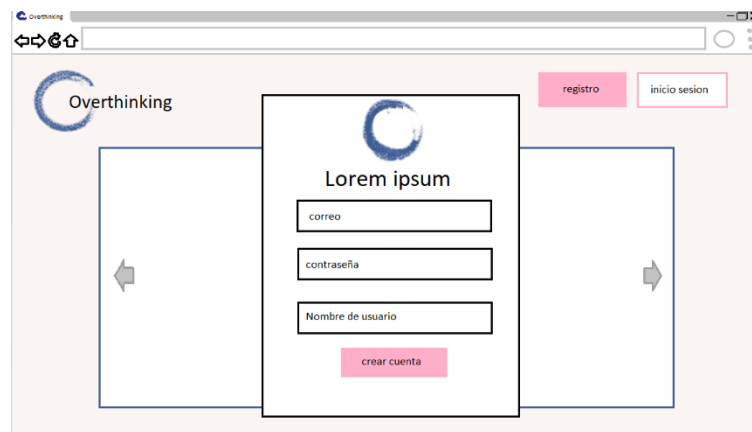 Overthinking
Overthinking
registro
inicio sesion
Lorem ipsum
correo
contraseña
Nombre de usuario
crear cuenta